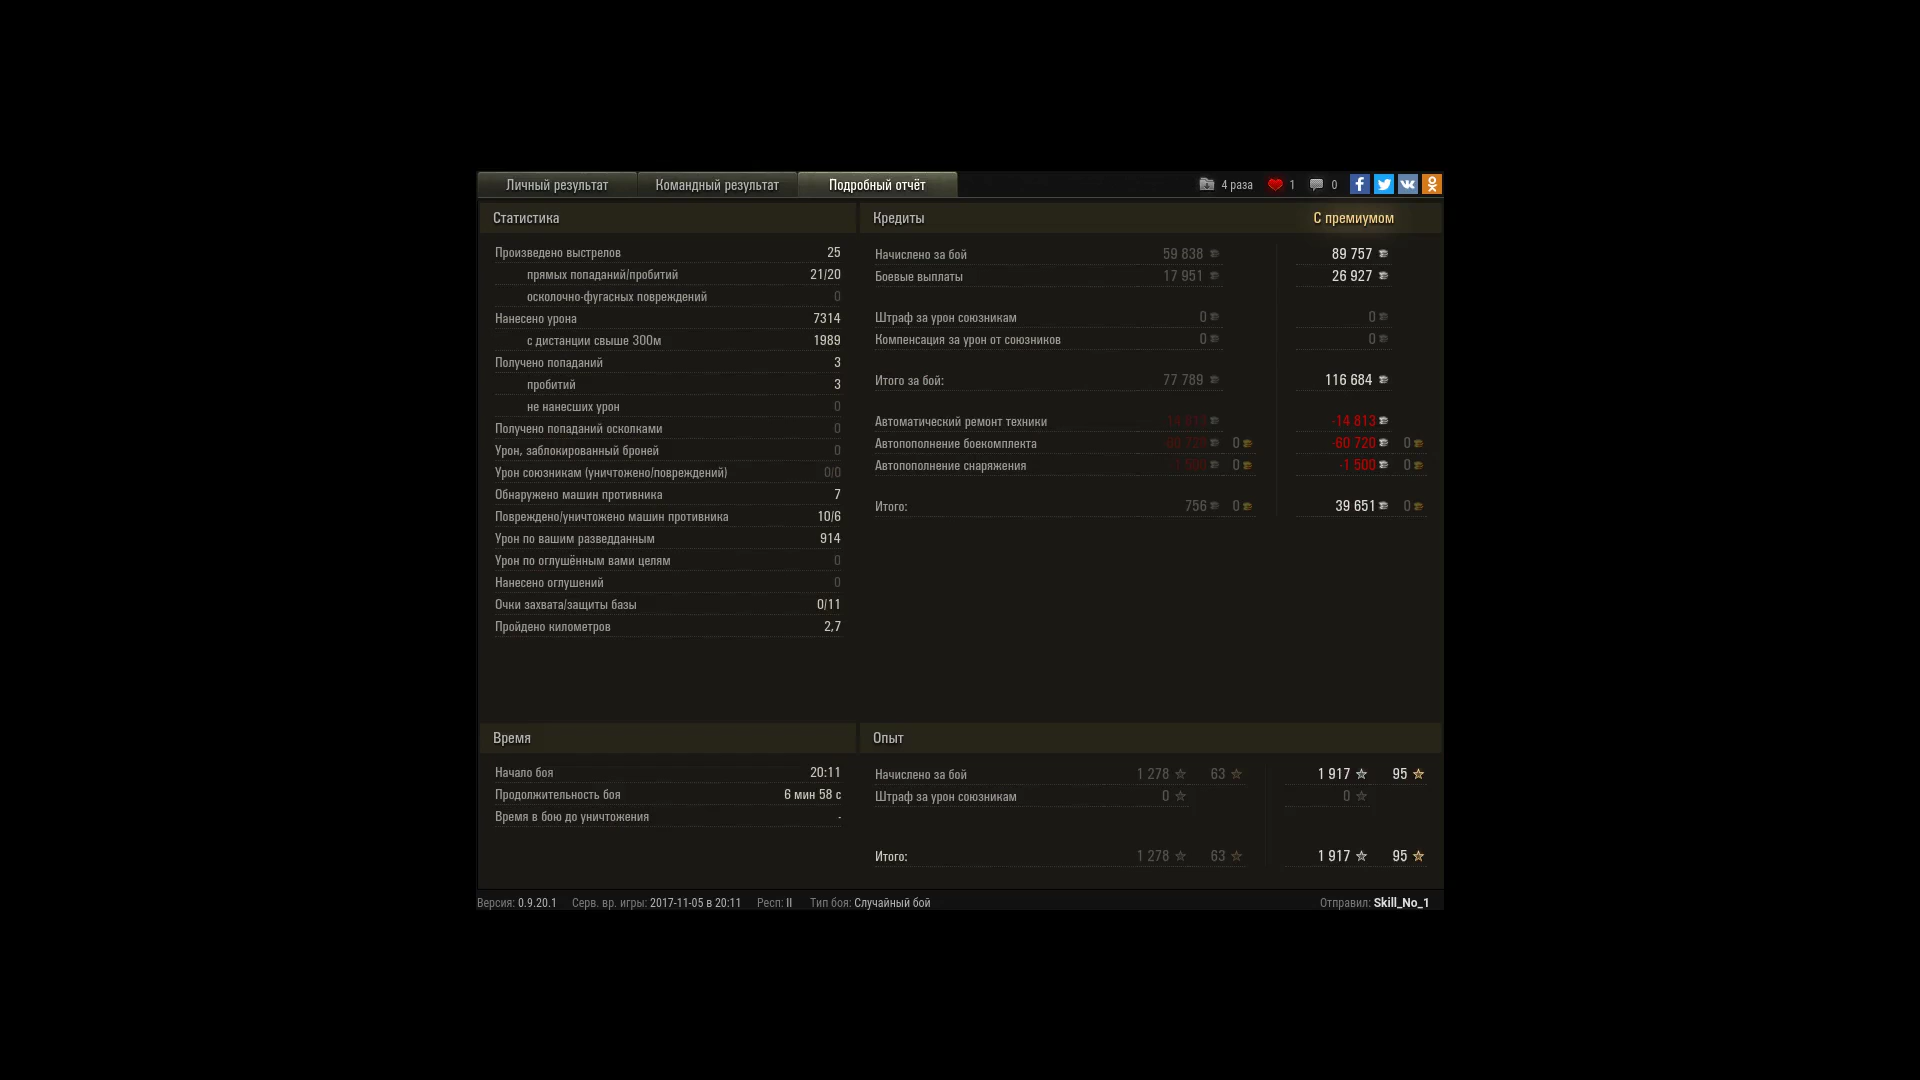 Личный результат Командный результат Подробный отчёт 4 раза 1 0
Статистика
Произведено выстрелов 25
прямых попаданий/пробитий 21/20
осколочно-фугасных повреждений 0
Нанесено урона 7314
с дистанции свыше 300м 1989
Получено попаданий 3
пробитий 3
не нанесших урон 0
Получено попаданий осколками 0
Урон, заблокированный броней 0
Урон союзникам (уничтожено/повреждений) 0/0
Обнаружено машин противника 7
Повреждено/уничтожено машин противника 10/6
Урон по вашим разведданным 914
Урон по оглушённым вами целям 0
Нанесено оглушений 0
Очки захвата/защиты базы 0/11
Пройдено километров 2,7
Кредиты С премиумом
Начислено за бой 59 838 89 757
Боевые выплаты 17 951 26 927
Штраф за урон союзникам 0 0
Компенсация за урон от союзников 0 0
Итого за бой: 77 789 116 684
Автоматический ремонт техники -14 813 -14 813
Автопополнение боекомплекта -60 720 0 -60 720 0
Автопополнение снаряжения -1 500 0 -1 500 0
Итого: 756 0 39 651 0
Время
Начало боя 20:11
Продолжительность боя 6 мин 58 с
Время в бою до уничтожения -
Опыт
Начислено за бой 1 278 63 1 917 95
Штраф за урон союзникам 0 0
Итого: 1 278 63 1 917 95
Версия: 0.9.20.1 Серв. вр. игры: 2017-11-05 в 20:11 Респ: II Тип боя: Случайный бой Отправил: Skill_No_1